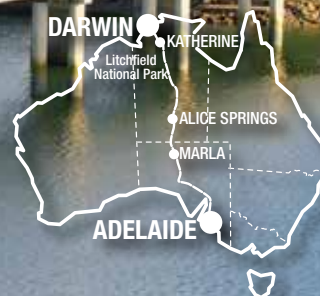 DARWIN
KATHERINE
Litchfield
National Park
ALICE SPRINGS
MARLA
ADELAIDE